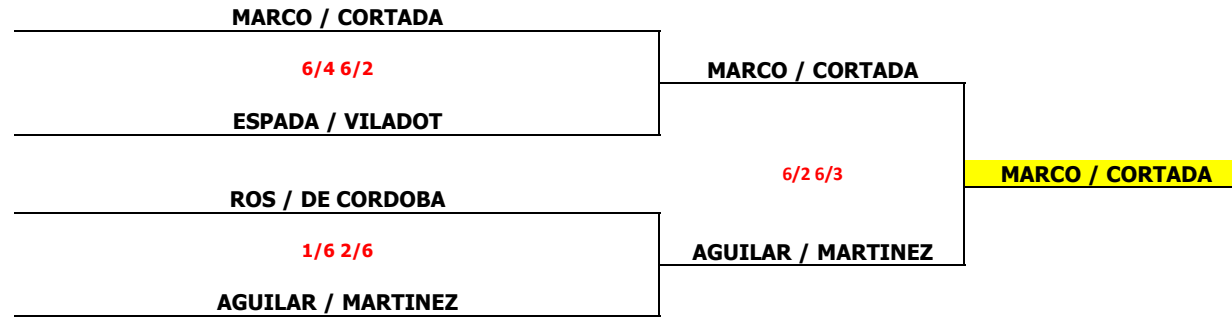 MARCO / CORTADA
6/4 6/2
ESPADA / VILADOT
MARCO / CORTADA
ROS / DE CORDOBA
1/6 2/6
AGUILAR / MARTINEZ
6/2 6/3
AGUILAR / MARTINEZ
MARCO / CORTADA